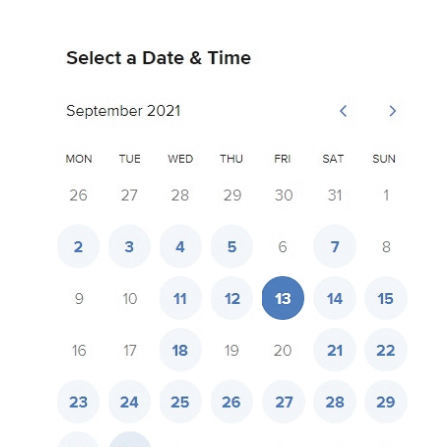 Select a Date & Time
September 2021
MON TUE WED THU FRI SAT SUN
26 27 28 29 30 31 1
2 3 4 5 6 7 8
9 10 11 12 13 14 15
16 17 18 19 20 21 22
23 24 25 26 27 28 29